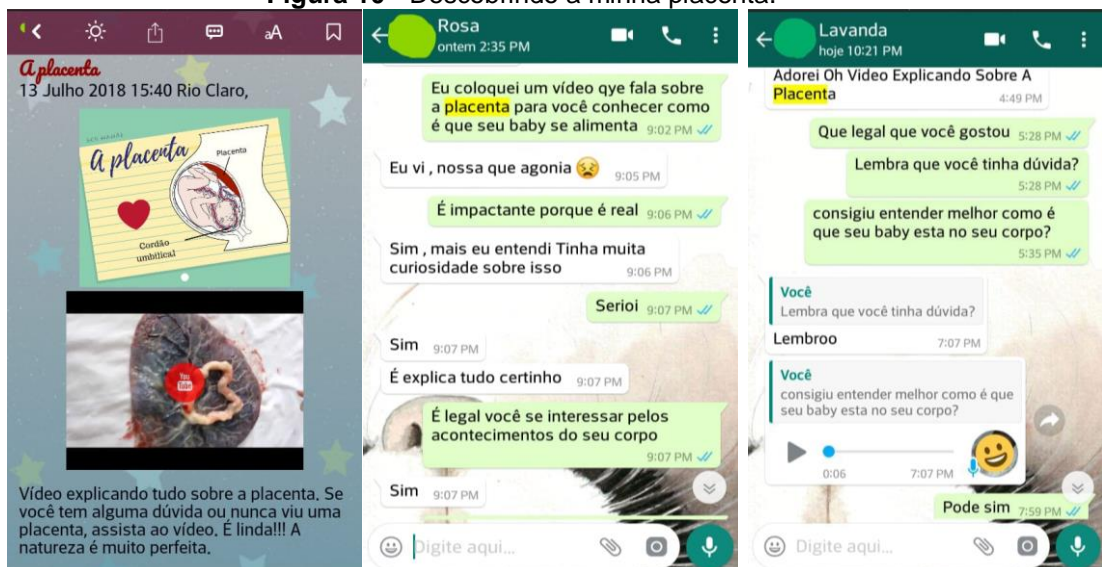 Figura 10 - Descobrindo a minha placenta.
aA
A placenta
13 Julho 2018 15:40 Rio Claro,
A placenta
Placenta
Cordão
umbilical
You
Tube
Vídeo explicando tudo sobre a placenta. Se
você tem alguma dúvida ou nunca viu uma
placenta, assista ao vídeo. É linda!!! A
natureza é muito perfeita.
Rosa
ontem 2:35 PM
Eu coloquei um vídeo qye fala sobre
a placenta para você conhecer como
é que seu baby se alimenta 9:02 PM
Eu vi , nossa que agonia 9:05 PM
É impactante porque é real 9:06 PM
Sim , mais eu entendi Tinha muita
curiosidade sobre isso 9:06 PM
Serioi 9:07 PM
Sim 9:07 PM
É explica tudo certinho 9:07 PM
É legal você se interessar pelos
acontecimentos do seu corpo
9:07 PM
Sim 9:07 PM
Digite aqui...
Lavanda
hoje 10:21 PM
Adorei Oh Video Explicando Sobre A
Placenta 4:49 PM
Que legal que você gostou 5:28 PM
Lembra que você tinha dúvida?
5:28 PM
consigiu entender melhor como é
que seu baby esta no seu corpo?
5:35 PM
Você
Lembra que você tinha dúvida?
Lembroo 7:07 PM
Você
consigiu entender melhor como é que
seu baby esta no seu corpo?
0:06 7:07 PM
Pode sim 7:59 PM
Digite aqui...